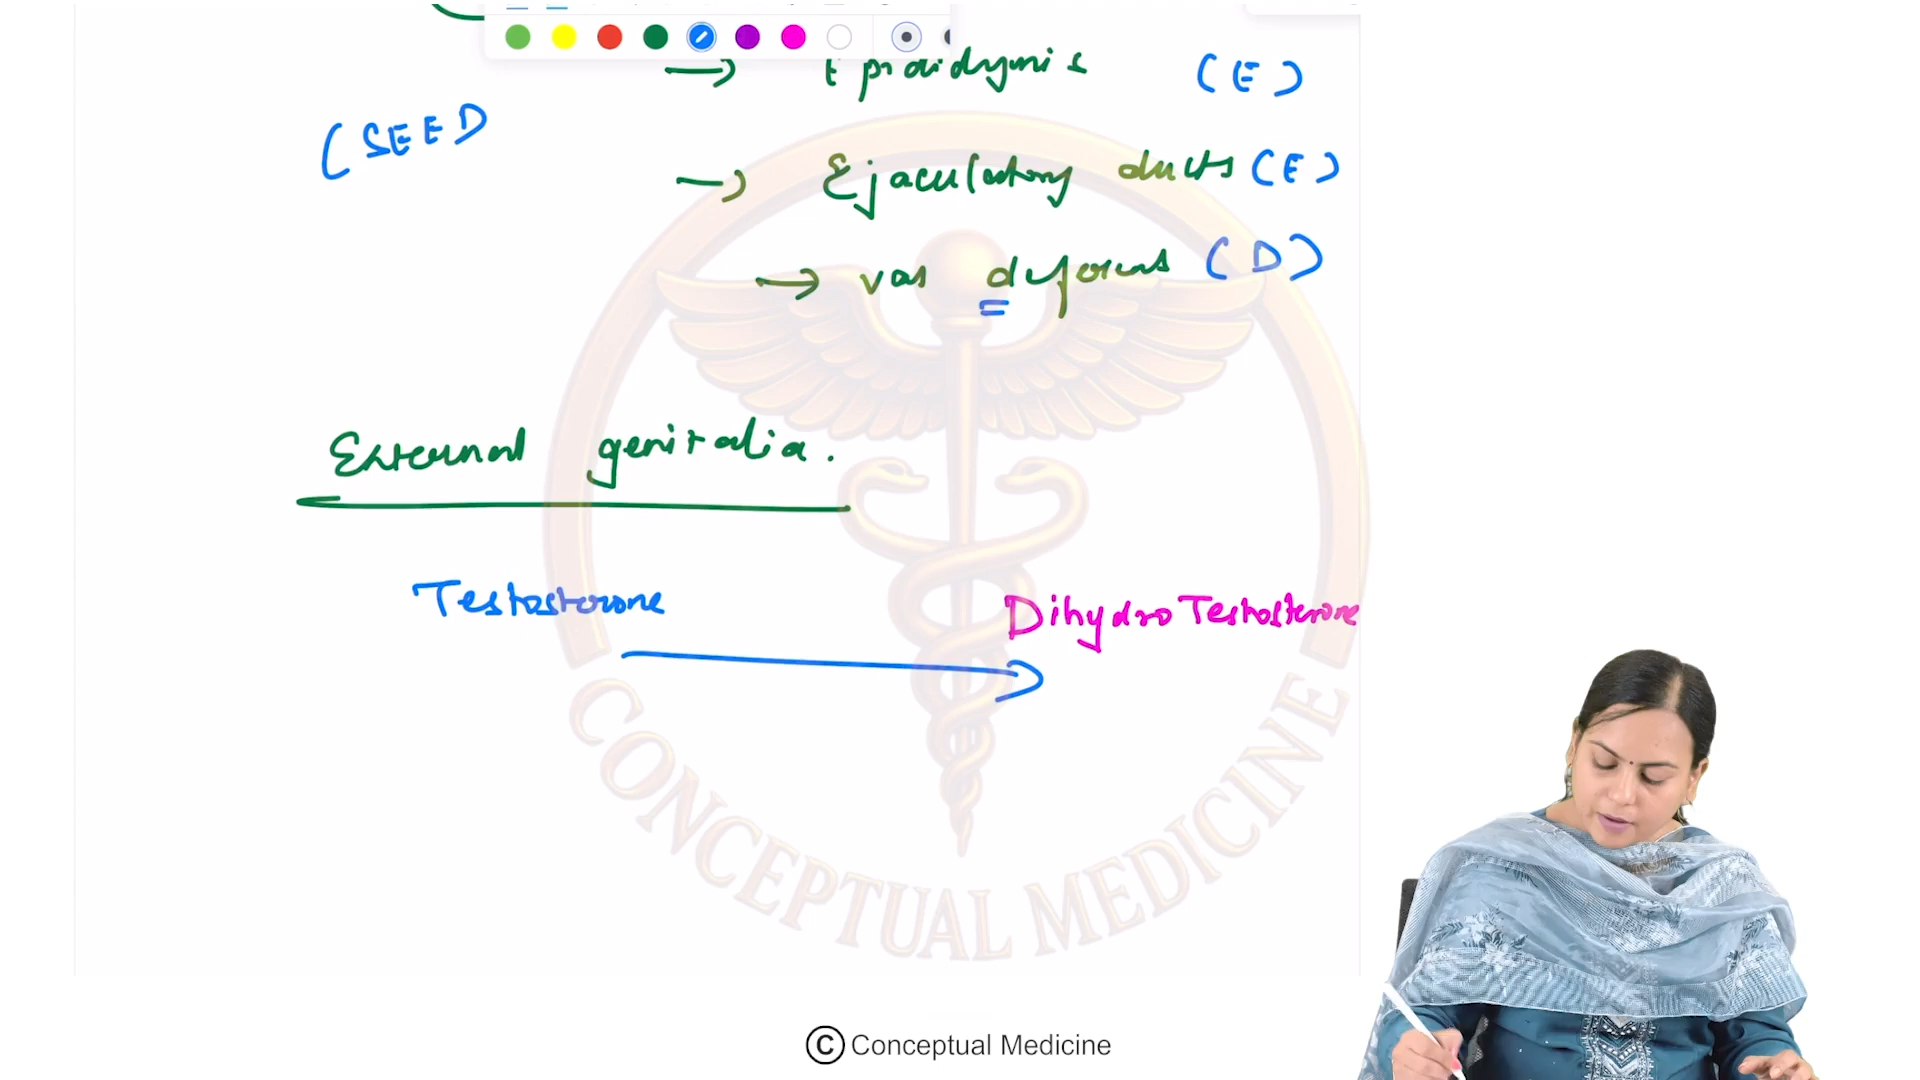 → Epididymis (E)
(SEED
→ Ejaculatory ducts (E)
→ vas deferens (D)
External genitalia.
Testosterone → DihydroTestosterone
CONCEPTUAL MEDICINE
© Conceptual Medicine